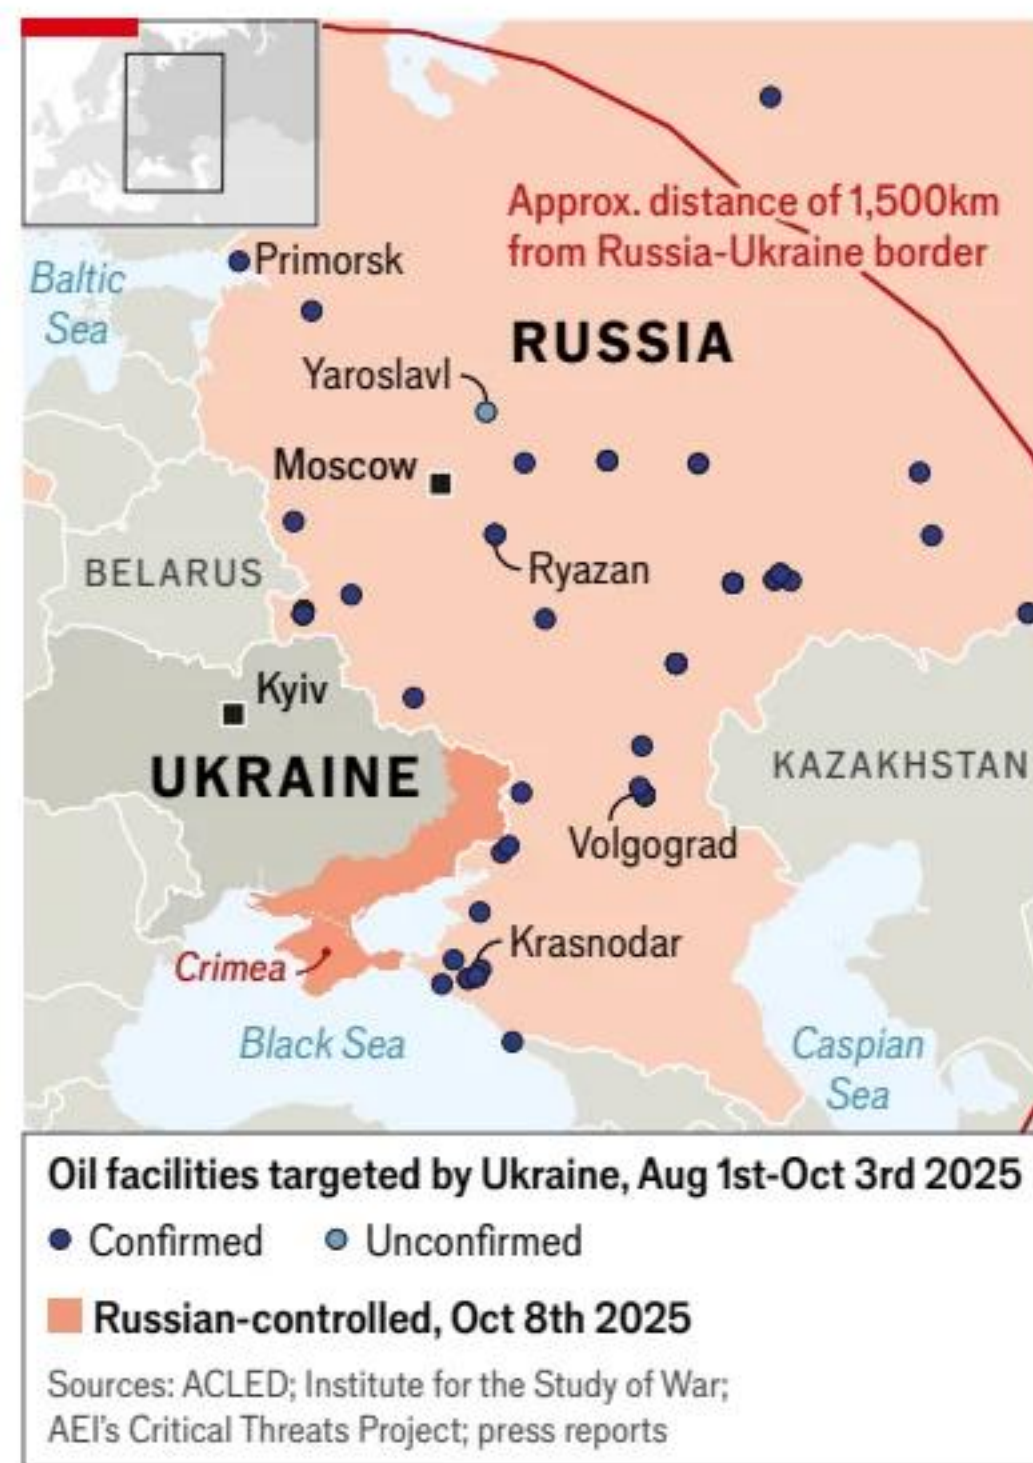 Approx. distance of 1,500km
from Russia-Ukraine border
Primorsk
Baltic
Sea
RUSSIA
Yaroslavl
Moscow
Ryazan
BELARUS
Kyiv
UKRAINE
KAZAKHSTAN
Volgograd
Krasnodar
Crimea
Black Sea
Caspian
Sea
Oil facilities targeted by Ukraine, Aug 1st-Oct 3rd 2025
Confirmed
Unconfirmed
Russian-controlled, Oct 8th 2025
Sources: ACLED; Institute for the Study of War;
AEI's Critical Threats Project; press reports